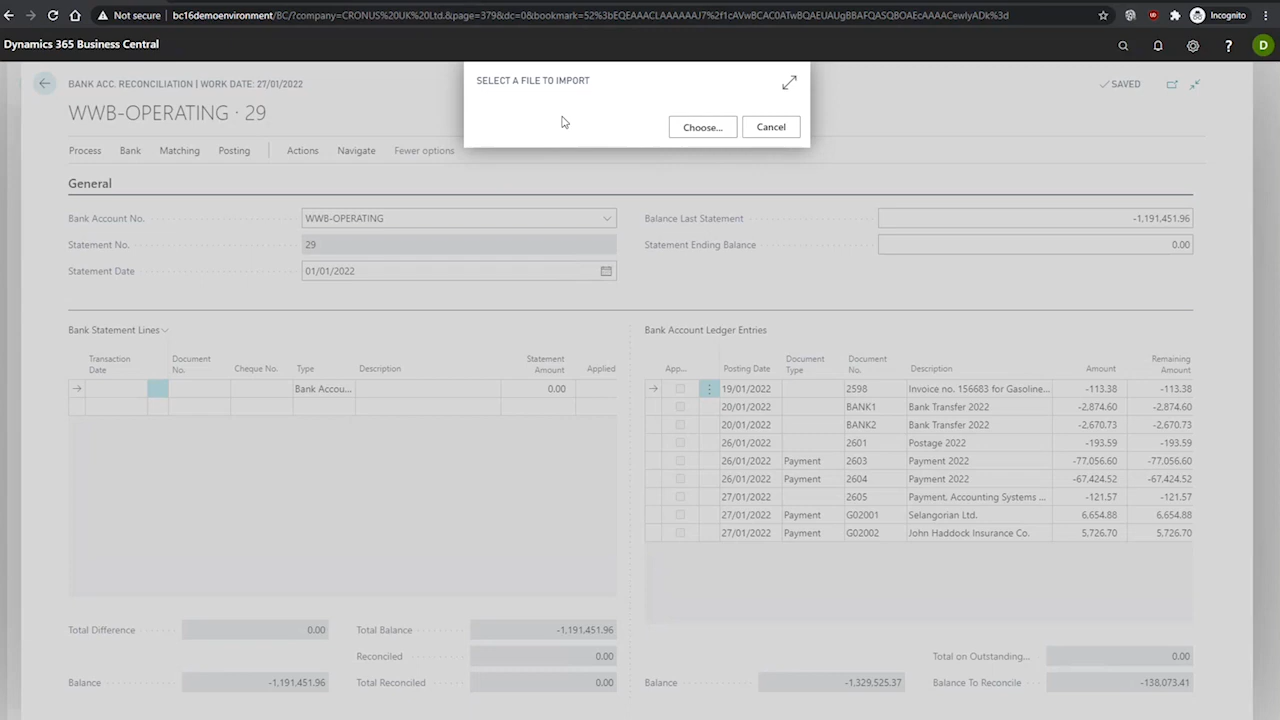 Not secure | bc16demoenvironment/BC/?company=CRONUS%20UK%20Ltd.&page=379&dc=0&bookmark=52%3bEQEAACLAAAAAJ7%2f1cAVwBCAC0ATwBQAEUAUgBBAFQASQBOAEcAAAACewIyADk%3d
Incognito
Dynamics 365 Business Central
D
SELECT A FILE TO IMPORT
Choose...
Cancel
BANK ACC. RECONCILIATION | WORK DATE: 27/01/2022
SAVED
WWB-OPERATING · 29
Process Bank Matching Posting Actions Navigate Fewer options
General
Bank Account No. WWB-OPERATING
Balance Last Statement -1,191,451.96
Statement No. 29
Statement Ending Balance 0.00
Statement Date 01/01/2022
Bank Statement Lines
Bank Account Ledger Entries
Transaction Date Document No. Cheque No. Type Description Statement Amount Applied
App... Posting Date Document Type Document No. Description Amount Remaining Amount
Bank Accou... 0.00
19/01/2022 2598 Invoice no. 156683 for Gasoline... -113.38 -113.38
20/01/2022 BANK1 Bank Transfer 2022 -2,874.60 -2,874.60
20/01/2022 BANK2 Bank Transfer 2022 -2,670.73 -2,670.73
26/01/2022 2601 Postage 2022 -193.59 -193.59
26/01/2022 Payment 2603 Payment 2022 -77,056.60 -77,056.60
26/01/2022 Payment 2604 Payment 2022 -67,424.52 -67,424.52
27/01/2022 2605 Payment, Accounting Systems ... -121.57 -121.57
27/01/2022 Payment G02001 Selangorian Ltd. 6,654.88 6,654.88
27/01/2022 Payment G02002 John Haddock Insurance Co. 5,726.70 5,726.70
Total Difference 0.00
Total Balance -1,191,451.96
Reconciled 0.00
Total on Outstanding... 0.00
Balance -1,191,451.96
Total Reconciled 0.00
Balance -1,329,525.37
Balance To Reconcile -138,073.41